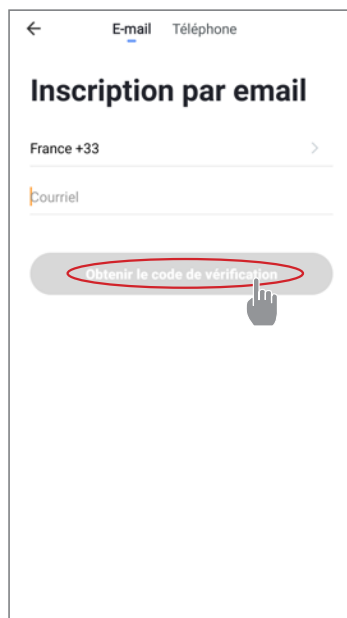 E-mail Téléphone
Inscription par email
France +33
Courriel
Obtenir le code de vérification